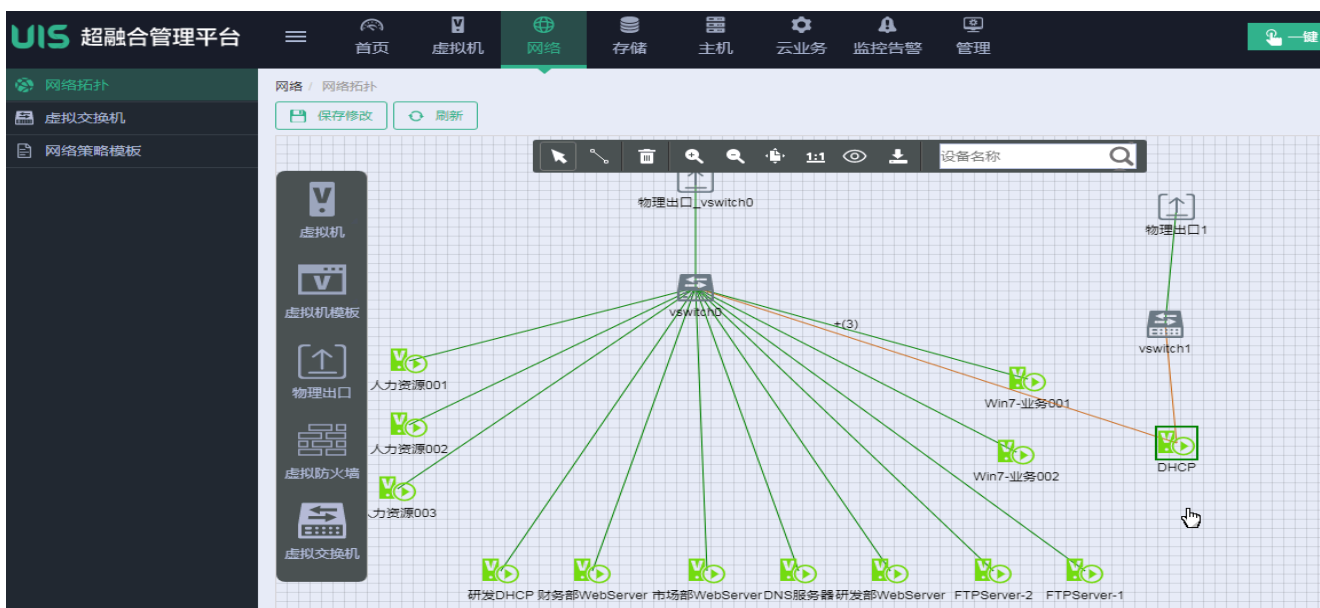 UIS 超融合管理平台
首页 虚拟机 网络 存储 主机 云业务 监控告警 管理
一键
网络拓扑
虚拟交换机
网络策略模板
网络 / 网络拓扑
保存修改 刷新
1:1 设备名称
虚拟机
虚拟机模板
物理出口
虚拟防火墙
虚拟交换机
物理出口_vswitch0
物理出口1
vswitch0
+(3)
vswitch1
人力资源001
Win7-业务001
人力资源002
DHCP
Win7-业务002
人力资源003
研发DHCP 财务部WebServer 市场部WebServer DNS服务器 研发部WebServer FTPServer-2 FTPServer-1